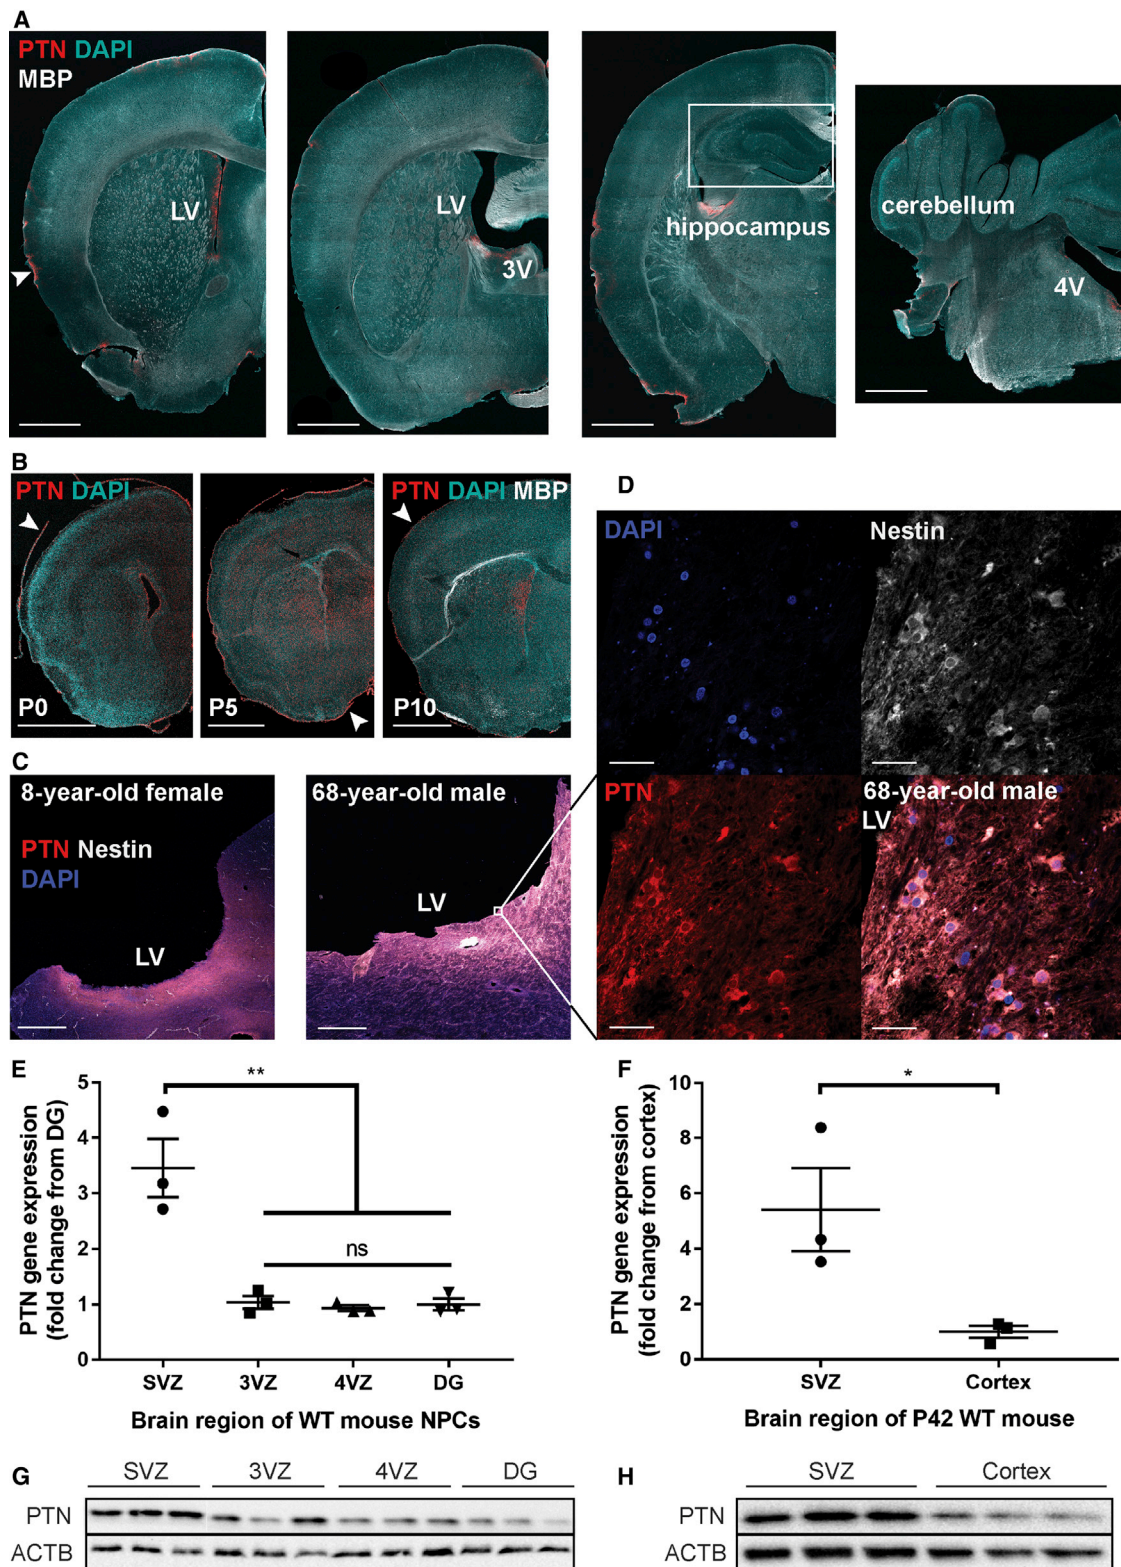 A
PTN DAPI
MBP
LV
LV
3V
hippocampus
cerebellum
4V
B
PTN DAPI
P0
P5
PTN DAPI MBP
P10
C
8-year-old female
PTN Nestin
DAPI
LV
68-year-old male
LV
D
DAPI
Nestin
PTN
68-year-old male
LV
E
PTN gene expression
(fold change from DG)
5
4
3
2
1
0
**
ns
SVZ 3VZ 4VZ DG
Brain region of WT mouse NPCs
F
PTN gene expression
(fold change from cortex)
10
8
6
4
2
0
*
SVZ Cortex
Brain region of P42 WT mouse
G
SVZ 3VZ 4VZ DG
PTN
ACTB
H
SVZ Cortex
PTN
ACTB